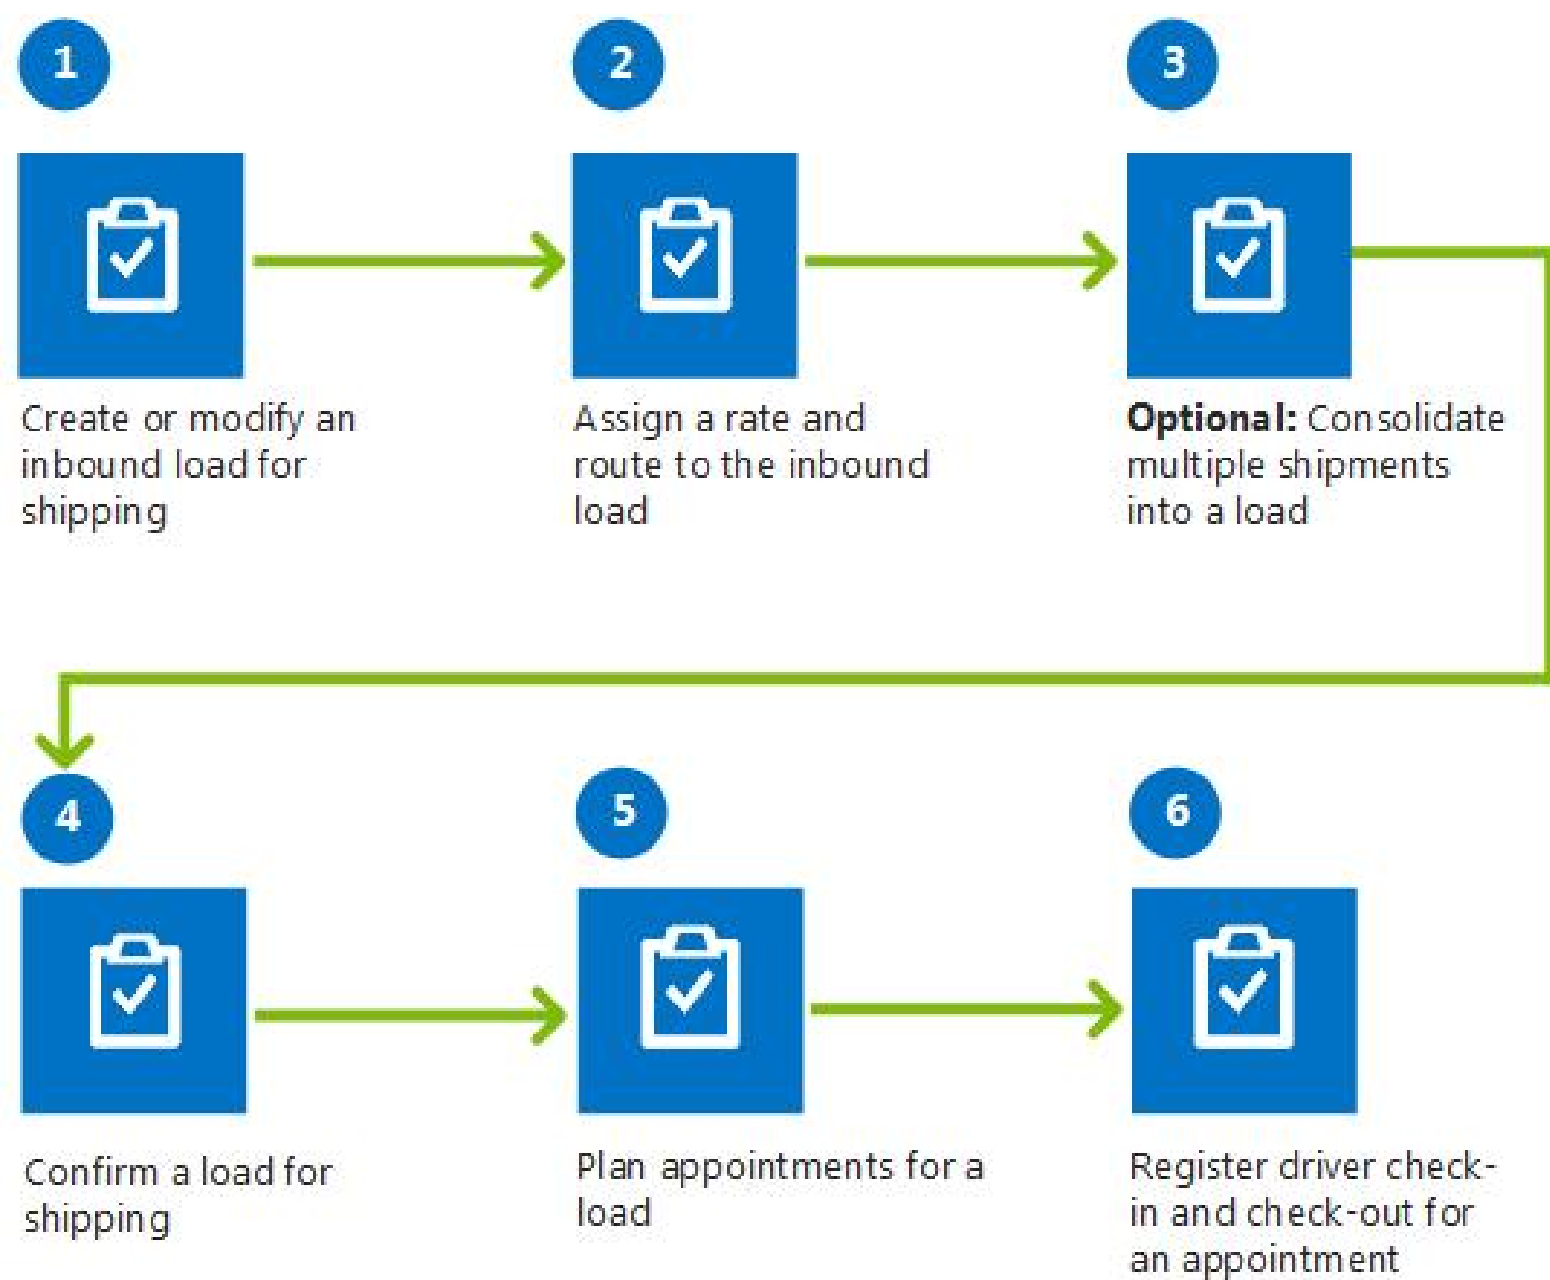 1
2
3
Create or modify an
inbound load for
shipping
Assign a rate and
route to the inbound
load
Optional: Consolidate
multiple shipments
into a load
4
5
6
Confirm a load for
shipping
Plan appointments for a
load
Register driver check-
in and check-out for
an appointment